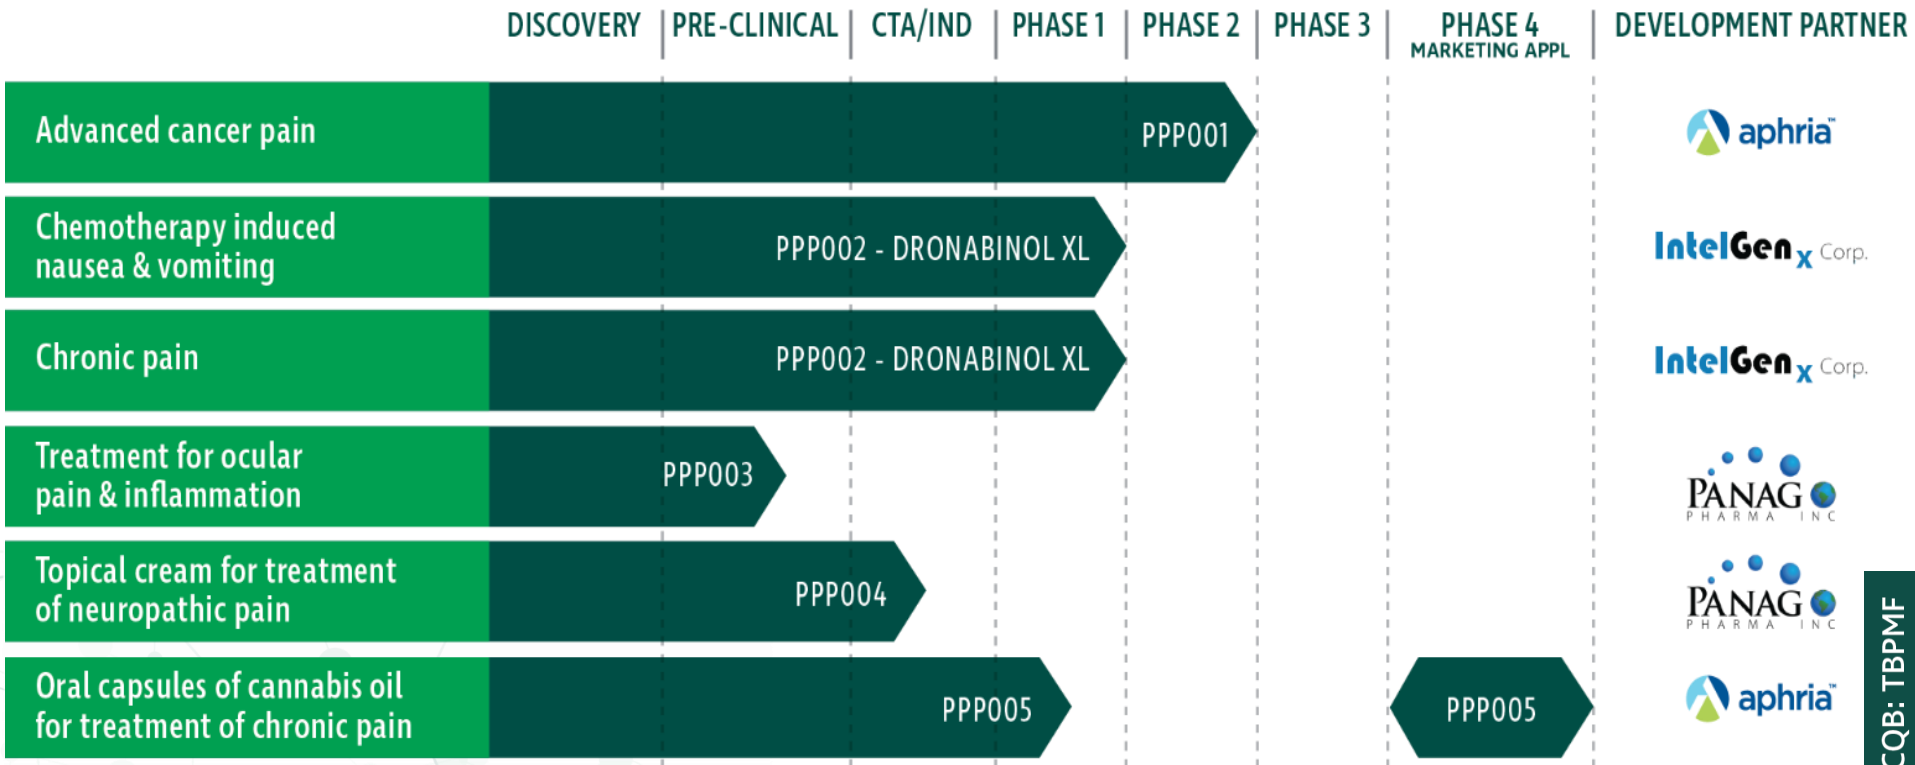 DISCOVERY PRE-CLINICAL CTA/IND PHASE 1 PHASE 2 PHASE 3 PHASE 4 DEVELOPMENT PARTNER
MARKETING APPL
Advanced cancer pain
PPP001
aphria™
Chemotherapy induced
nausea & vomiting
PPP002 - DRONABINOL XL
IntelGenx Corp.
Chronic pain
PPP002 - DRONABINOL XL
IntelGenx Corp.
Treatment for ocular
pain & inflammation
PPP003
PANAG
PHARMA INC
Topical cream for treatment
of neuropathic pain
PPP004
PANAG
PHARMA INC
Oral capsules of cannabis oil
for treatment of chronic pain
PPP005
PPP005
aphria™
CQB: TBPMF